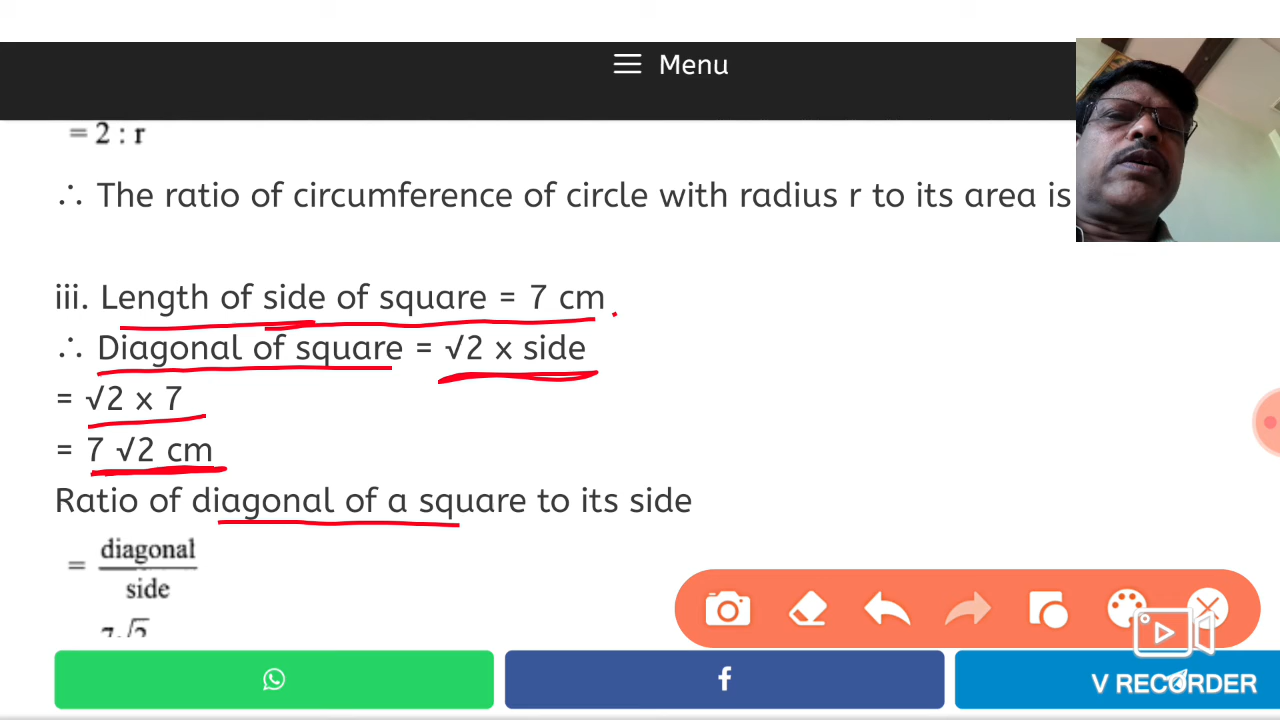 Menu
= 2 : r
∴ The ratio of circumference of circle with radius r to its area is
iii. Length of side of square = 7 cm
∴ Diagonal of square = √2 x side
= √2 x 7
= 7 √2 cm
Ratio of diagonal of a square to its side
= diagonal
side
7√2
V RECORDER